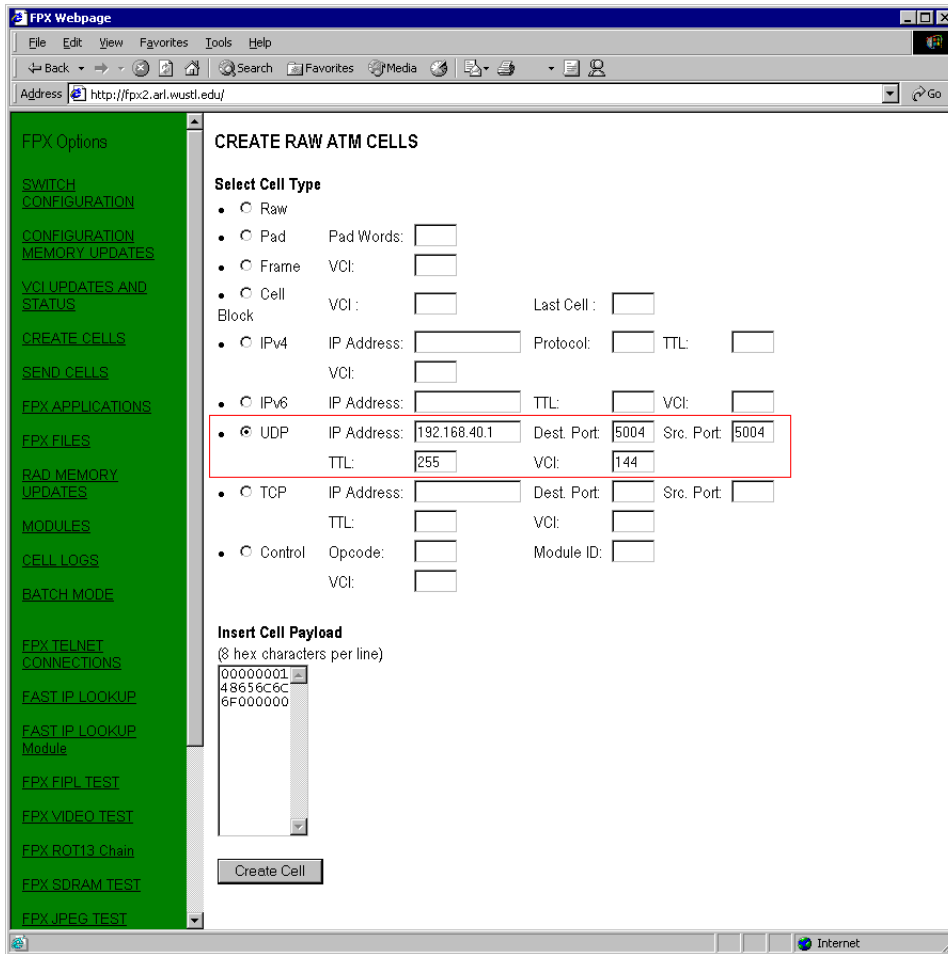 FPX Webpage
File Edit View Favorites Tools Help
Back Search Favorites Media
Address http://fpx2.arl.wustl.edu/ Go
FPX Options
SWITCH
CONFIGURATION
CONFIGURATION
MEMORY UPDATES
VCI UPDATES AND
STATUS
CREATE CELLS
SEND CELLS
FPX APPLICATIONS
FPX FILES
RAD MEMORY
UPDATES
MODULES
CELL LOGS
BATCH MODE
FPX TELNET
CONNECTIONS
FAST IP LOOKUP
FAST IP LOOKUP
Module
FPX FIPL TEST
FPX VIDEO TEST
FPX ROT13 Chain
FPX SDRAM TEST
FPX JPEG TEST
CREATE RAW ATM CELLS
Select Cell Type
Raw
Pad Pad Words:
Frame VCI:
Cell
Block VCI : Last Cell :
IPv4 IP Address: Protocol: TTL:
VCI:
IPv6 IP Address: TTL: VCI:
UDP IP Address: 192.168.40.1 Dest. Port: 5004 Src. Port: 5004
TTL: 255 VCI: 144
TCP IP Address: Dest. Port: Src. Port:
TTL: VCI:
Control Opcode: Module ID:
VCI:
Insert Cell Payload
(8 hex characters per line)
00000001
48656C6C
6F000000
Create Cell
Internet